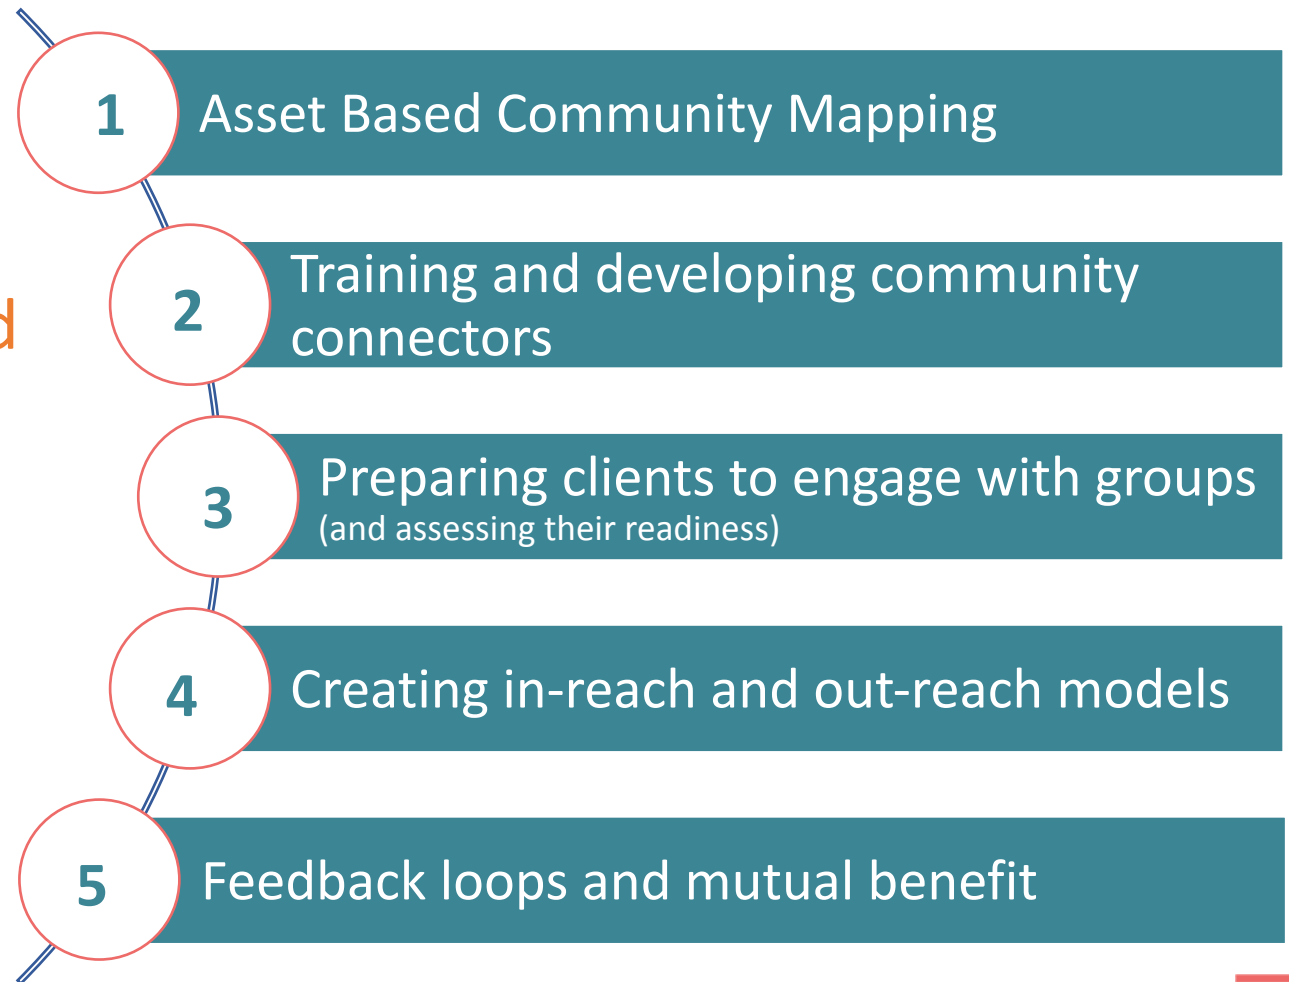 1
Asset Based Community Mapping
2
Training and developing community
connectors
3
Preparing clients to engage with groups
(and assessing their readiness)
4
Creating in-reach and out-reach models
5
Feedback loops and mutual benefit